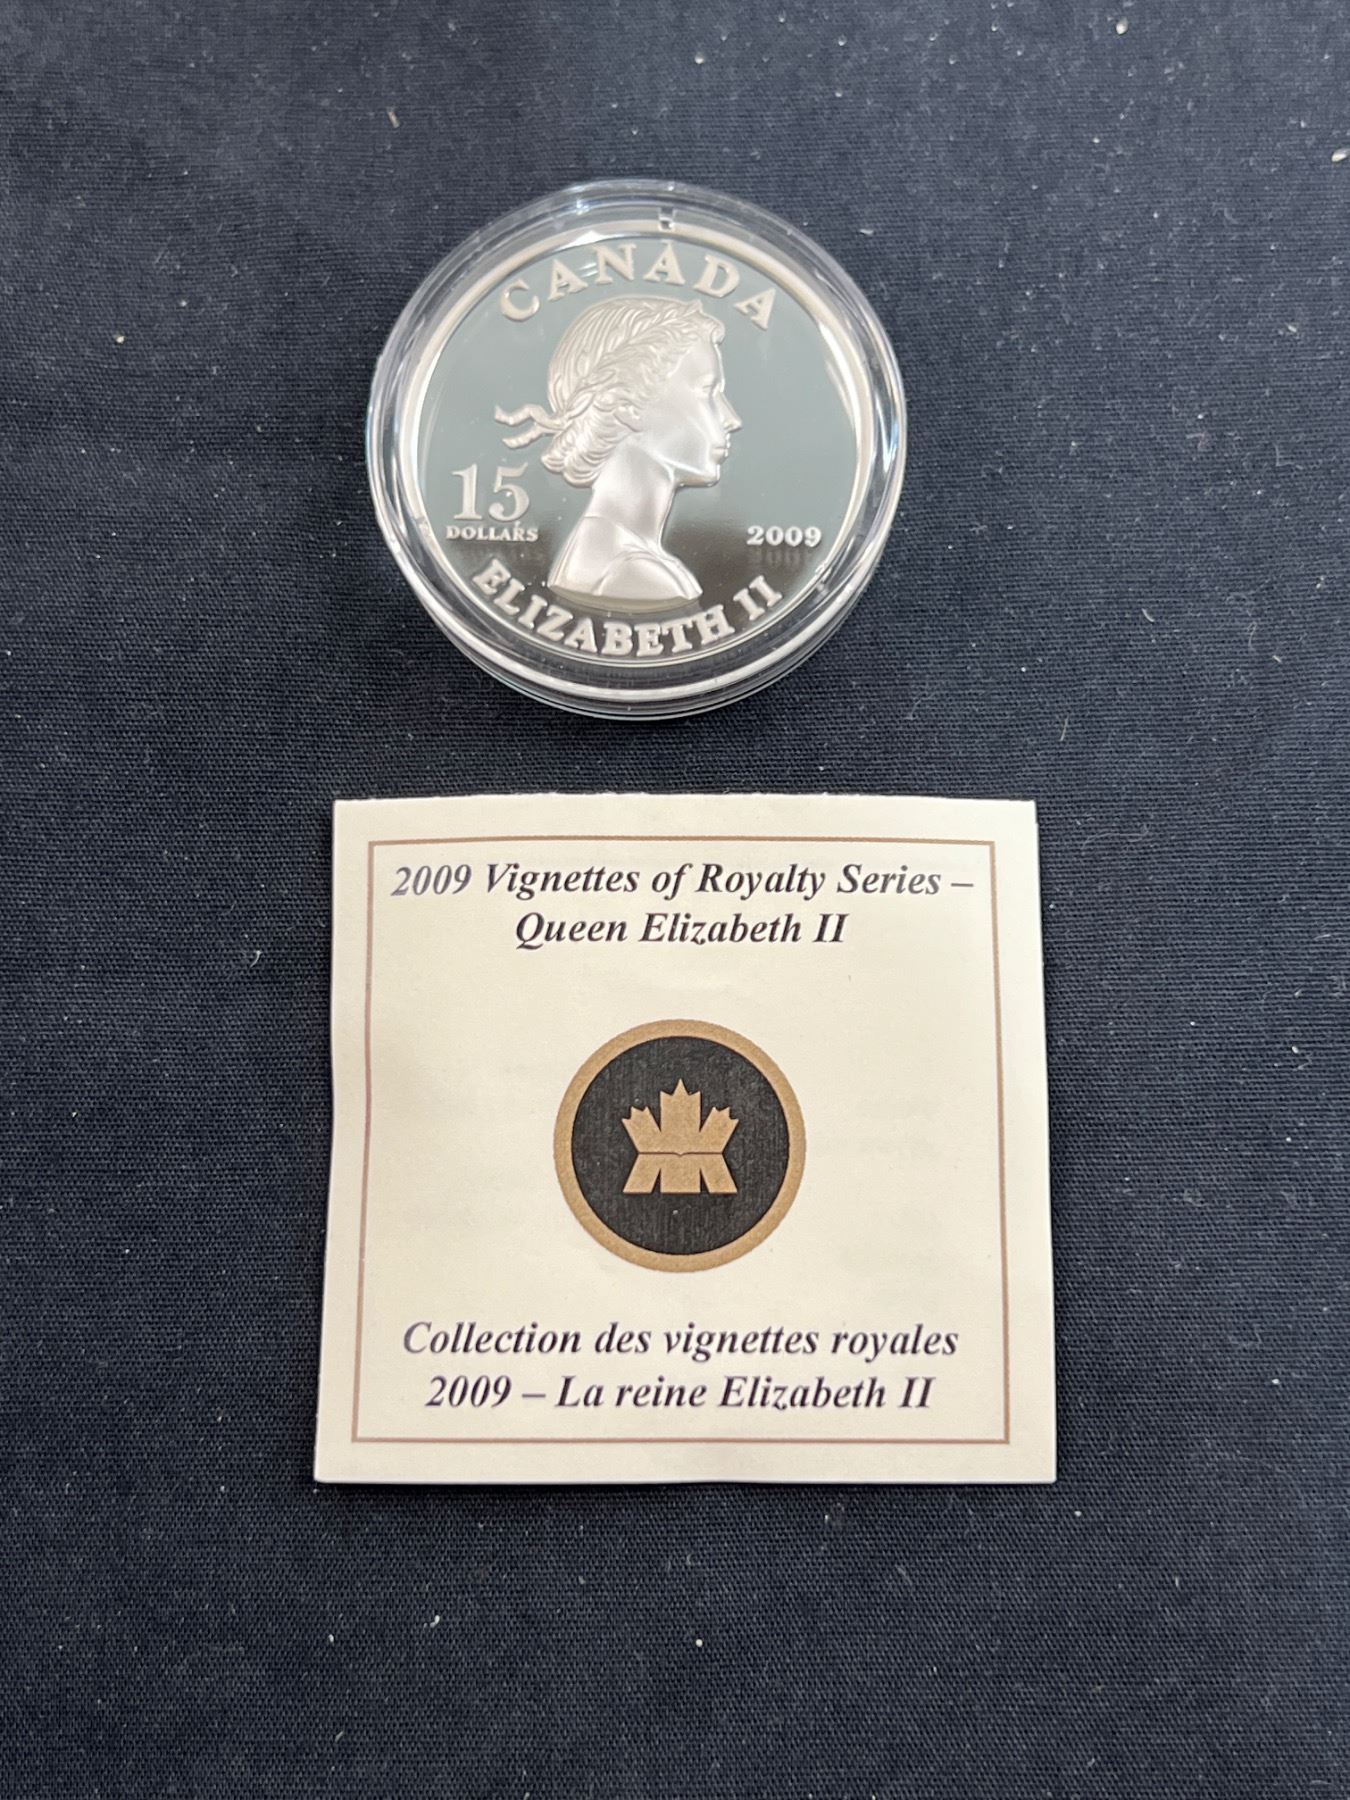 CANADA
15
DOLLARS
2009
ELIZABETH II
2009 Vignettes of Royalty Series –
Queen Elizabeth II
Collection des vignettes royales
2009 – La reine Elizabeth II